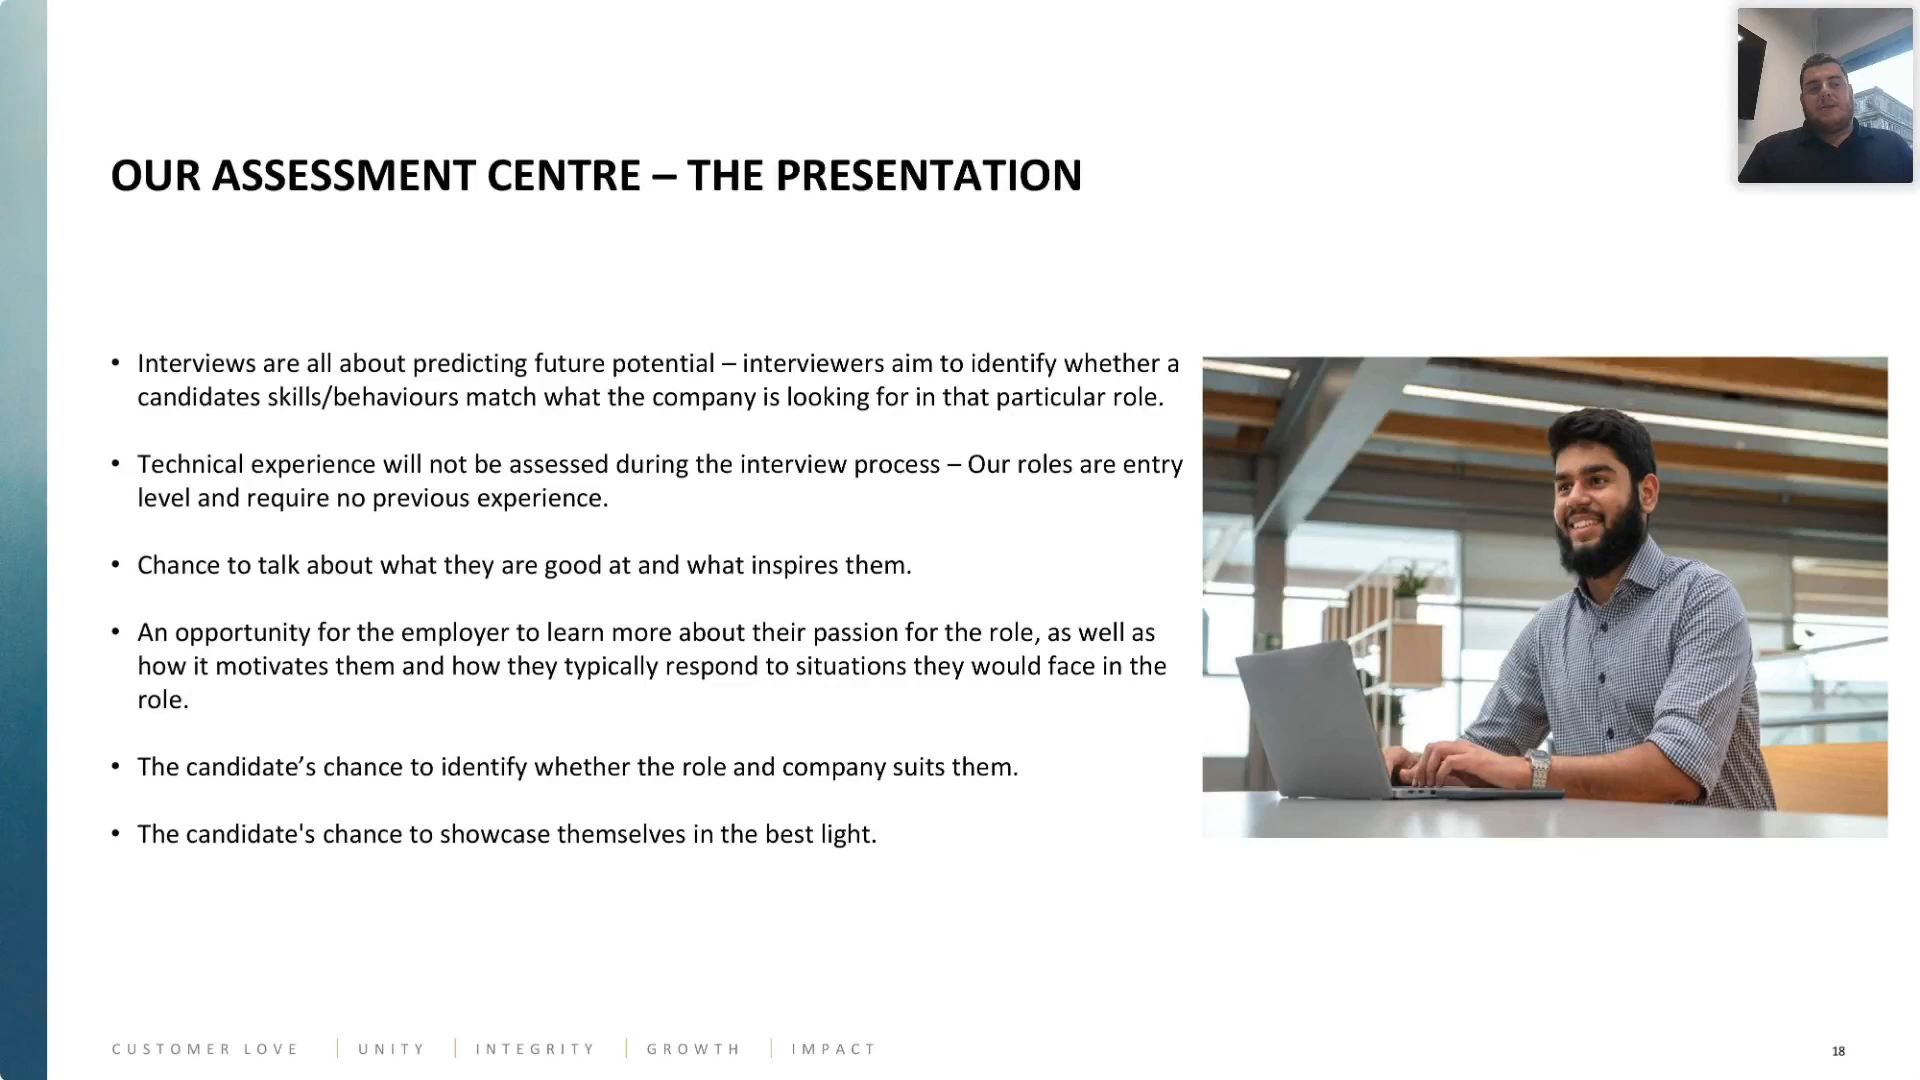 OUR ASSESSMENT CENTRE – THE PRESENTATION
• Interviews are all about predicting future potential – interviewers aim to identify whether a
candidates skills/behaviours match what the company is looking for in that particular role.
• Technical experience will not be assessed during the interview process – Our roles are entry
level and require no previous experience.
• Chance to talk about what they are good at and what inspires them.
• An opportunity for the employer to learn more about their passion for the role, as well as
how it motivates them and how they typically respond to situations they would face in the
role.
• The candidate’s chance to identify whether the role and company suits them.
• The candidate's chance to showcase themselves in the best light.
CUSTOMER LOVE | UNITY | INTEGRITY | GROWTH | IMPACT
18